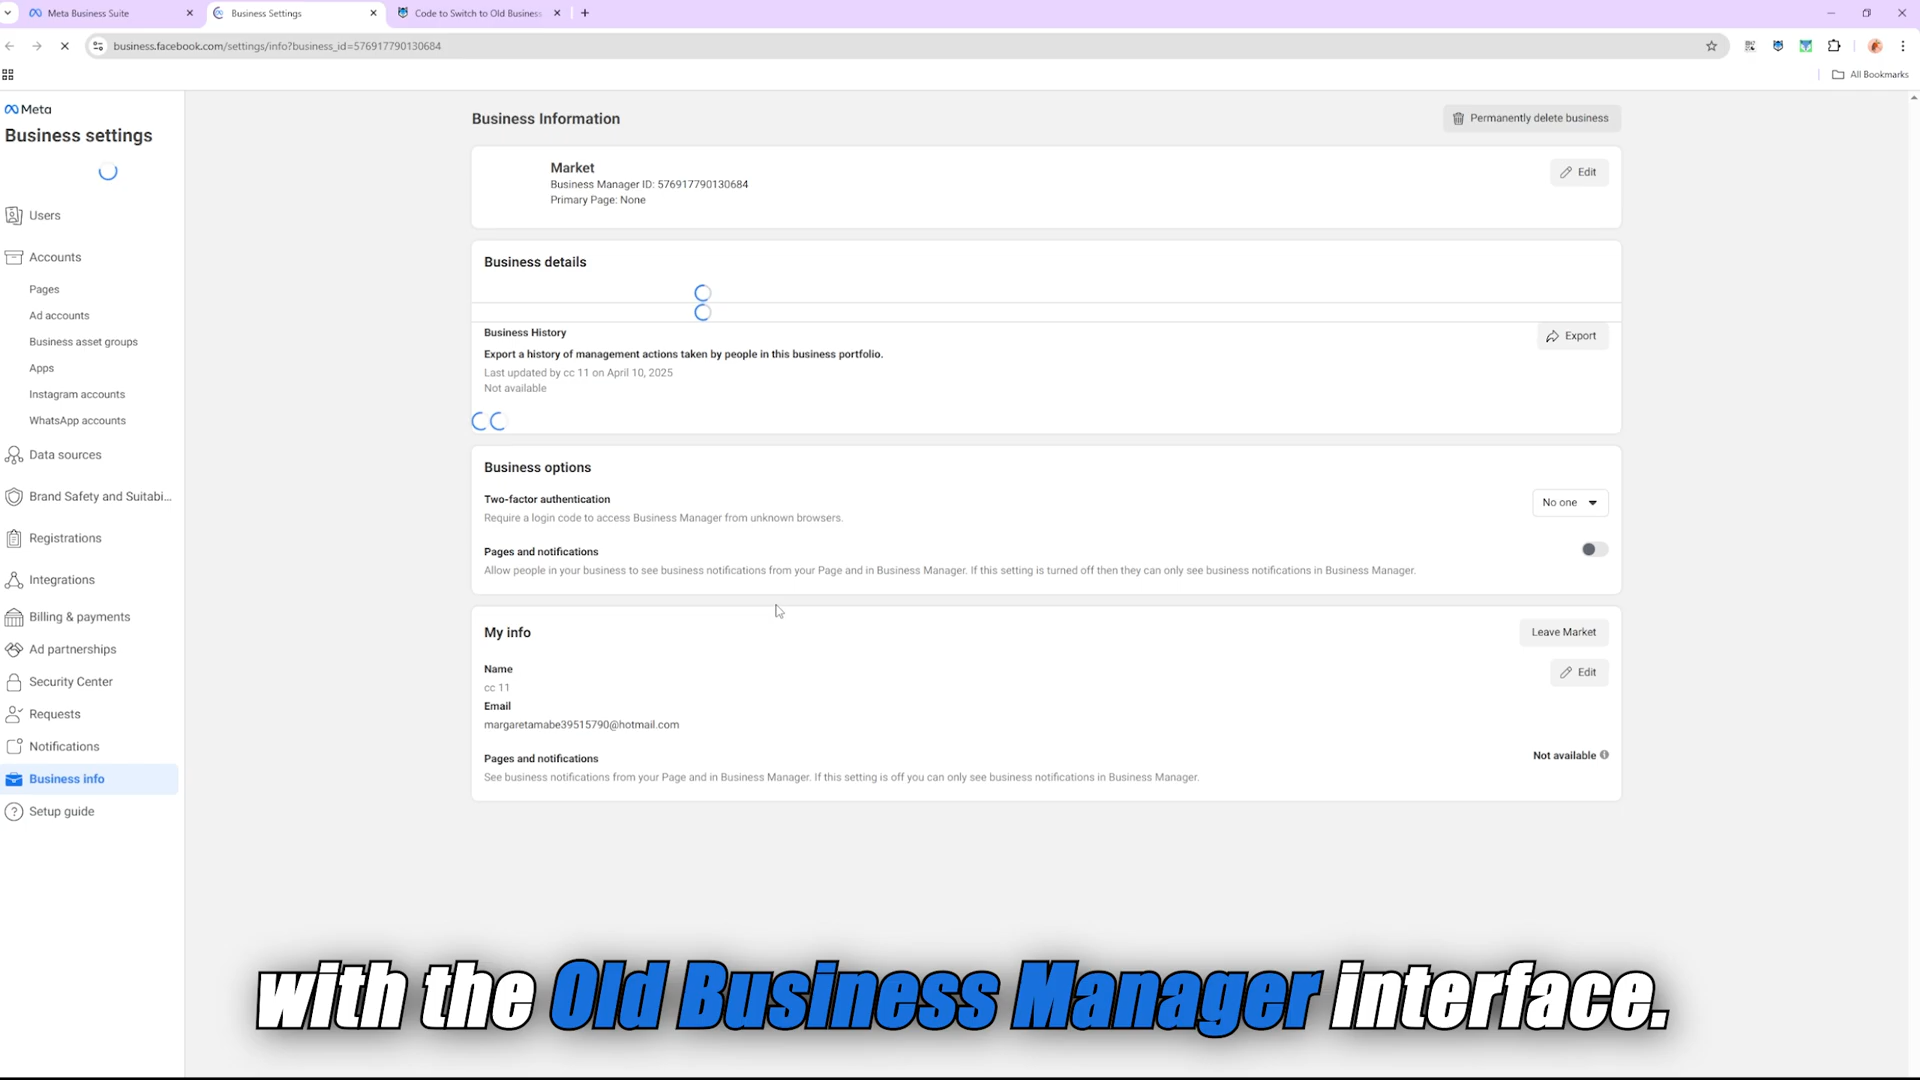 Meta Business Suite
Business Settings
Code to Switch to Old Business
business.facebook.com/settings/info?business_id=576917790130684
All Bookmarks
Meta
Business settings
Users
Accounts
Pages
Ad accounts
Business asset groups
Apps
Instagram accounts
WhatsApp accounts
Data sources
Brand Safety and Suitabi...
Registrations
Integrations
Billing & payments
Ad partnerships
Security Center
Requests
Notifications
Business info
Setup guide
Business Information
Permanently delete business
Market
Business Manager ID: 576917790130684
Primary Page: None
Edit
Business details
Business History
Export
Export a history of management actions taken by people in this business portfolio.
Last updated by cc 11 on April 10, 2025
Not available
Business options
Two-factor authentication
Require a login code to access Business Manager from unknown browsers.
No one
Pages and notifications
Allow people in your business to see business notifications from your Page and in Business Manager. If this setting is turned off then they can only see business notifications in Business Manager.
My info
Leave Market
Name
cc 11
Edit
Email
margaretamabe39515790@hotmail.com
Pages and notifications
Not available
See business notifications from your Page and in Business Manager. If this setting is off you can only see business notifications in Business Manager.
with the Old Business Manager interface.